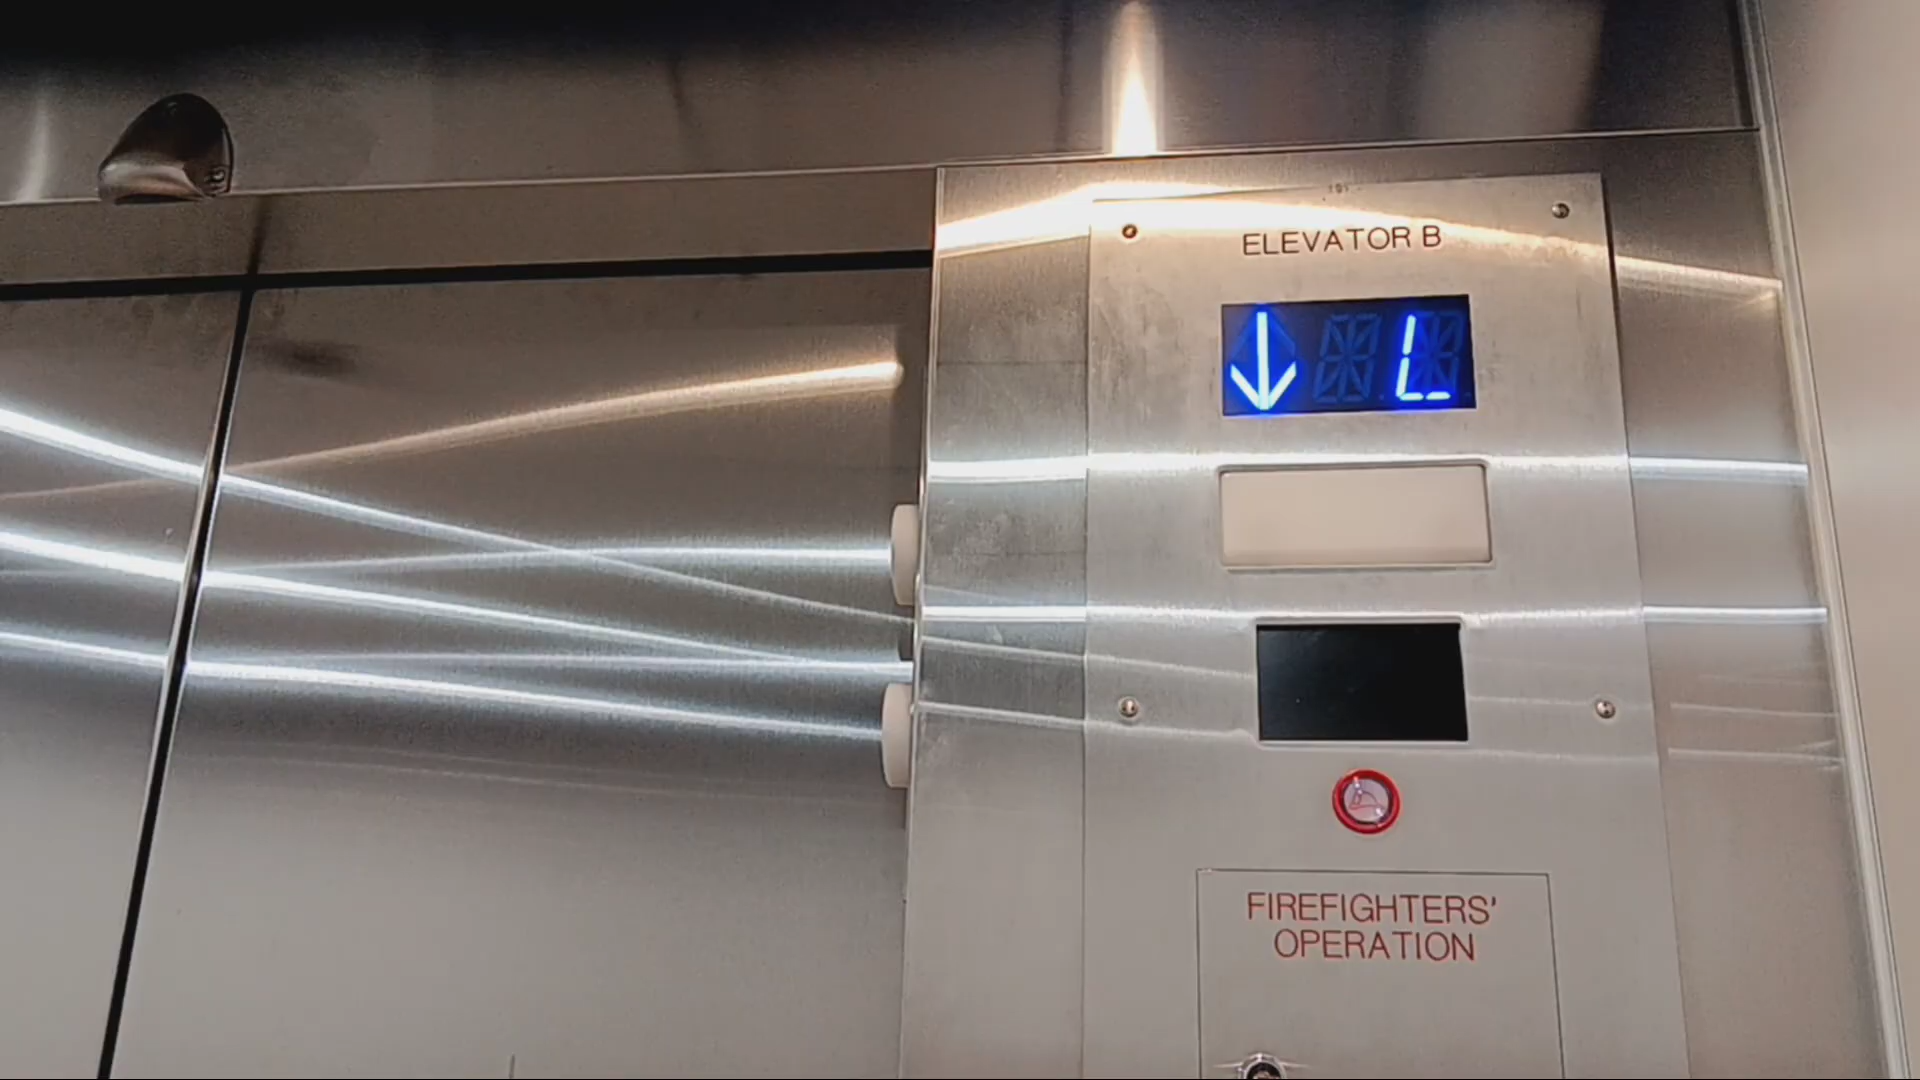 ELEVATOR B
↓ L
FIREFIGHTERS'
OPERATION